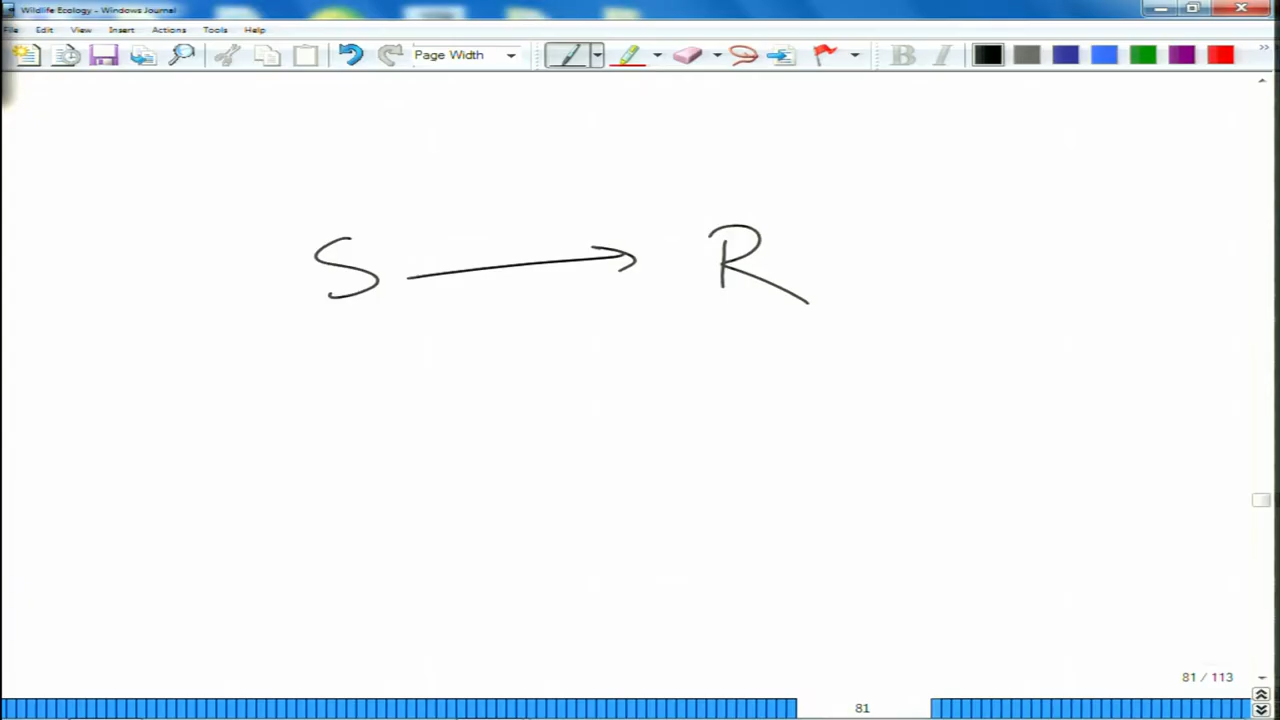 Wildlife Ecology - Windows Journal
File Edit View Insert Actions Tools Help
Page Width B I
S → R
81 / 113
81